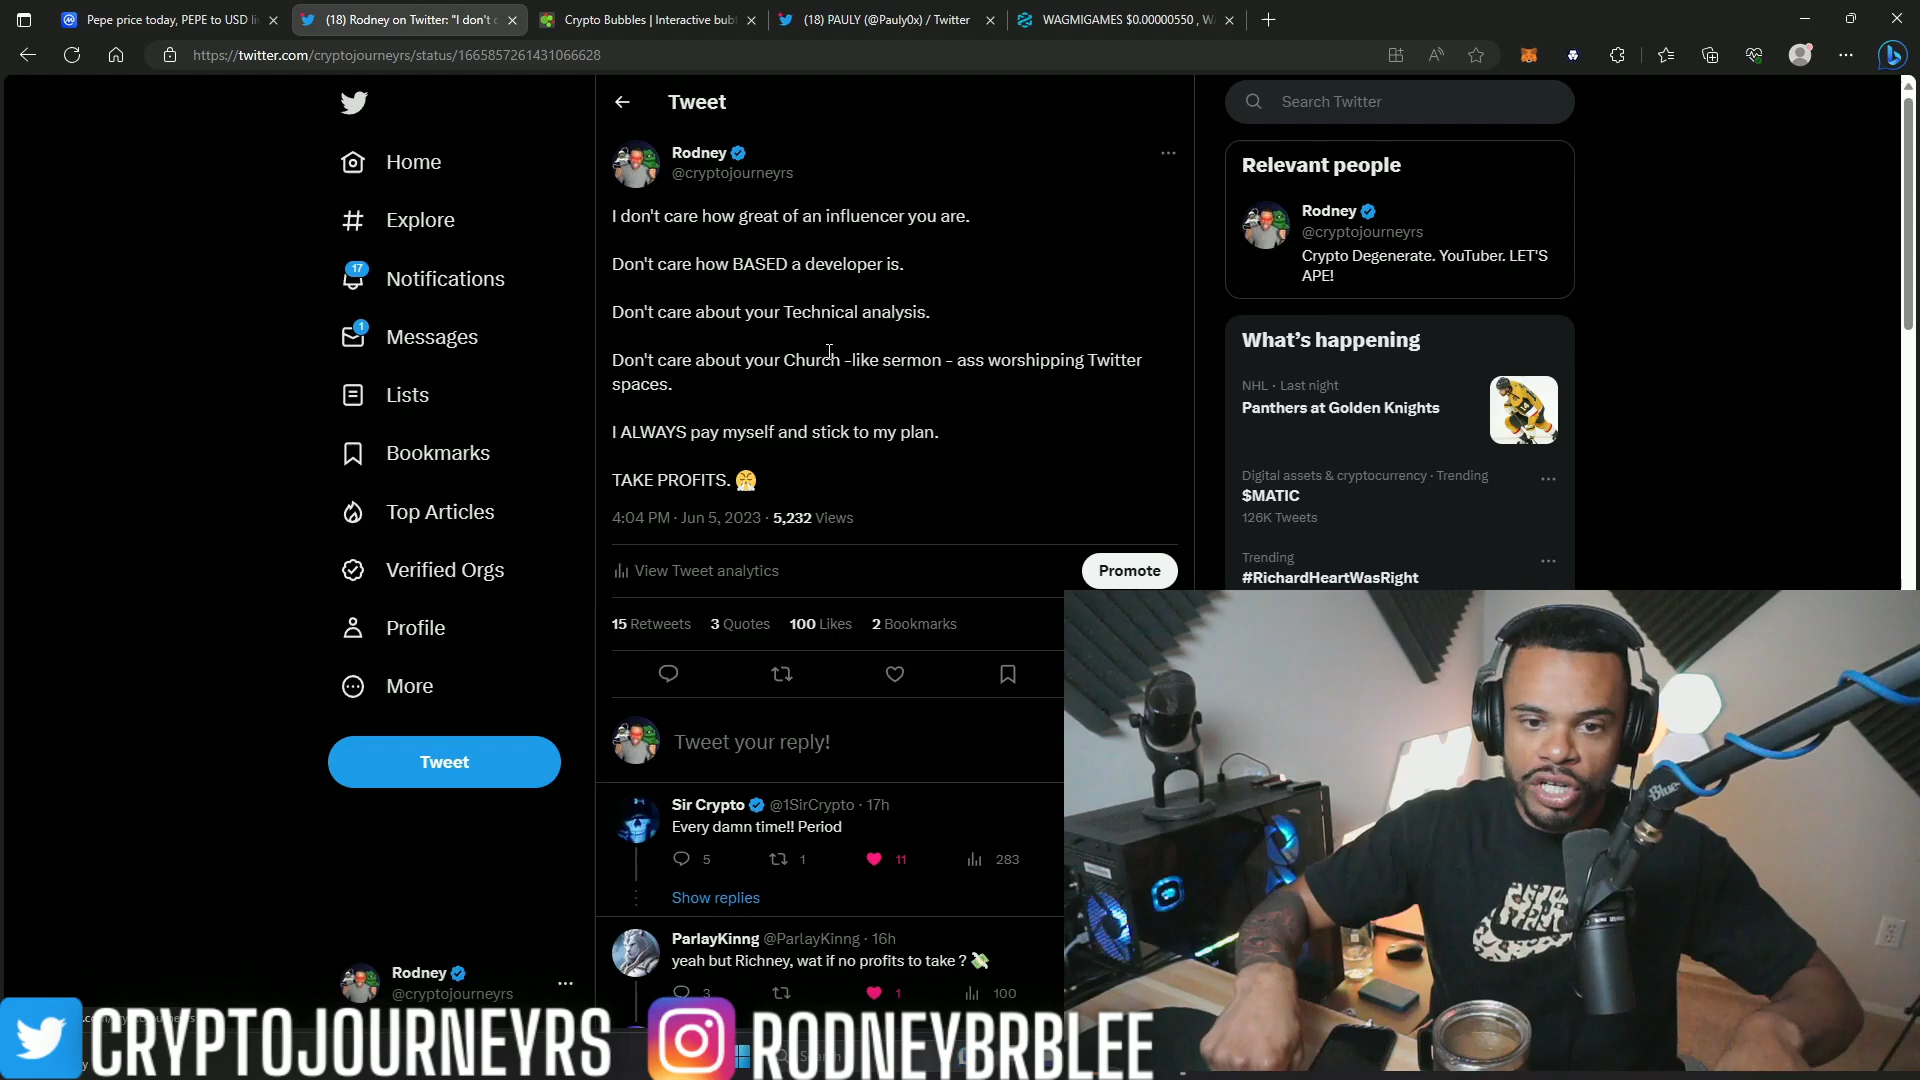 Pepe price today, PEPE to USD li
(18) Rodney on Twitter: "I don't c
Crypto Bubbles | Interactive bub
(18) PAULY (@Pauly0x) / Twitter
WAGMIGAMES $0.00000550 , W
https://twitter.com/cryptojourneyrs/status/1665857261431066628
Home
Explore
17
Notifications
1
Messages
Lists
Bookmarks
Top Articles
Verified Orgs
Profile
More
Tweet
Rodney
@cryptojourneyrs
Tweet
Rodney
@cryptojourneyrs
I don't care how great of an influencer you are.
Don't care how BASED a developer is.
Don't care about your Technical analysis.
Don't care about your Church -like sermon - ass worshipping Twitter
spaces.
I ALWAYS pay myself and stick to my plan.
TAKE PROFITS. 😤
4:04 PM · Jun 5, 2023 · 5,232 Views
View Tweet analytics
Promote
15 Retweets 3 Quotes 100 Likes 2 Bookmarks
Tweet your reply!
Sir Crypto @1SirCrypto · 17h
Every damn time!! Period
5 1 11 283
Show replies
ParlayKinng @ParlayKinng · 16h
yeah but Richney, wat if no profits to take ? 💸
3 1 100
Search Twitter
Relevant people
Rodney
@cryptojourneyrs
Crypto Degenerate. YouTuber. LET'S
APE!
What's happening
NHL · Last night
Panthers at Golden Knights
Digital assets & cryptocurrency · Trending
$MATIC
126K Tweets
Trending
#RichardHeartWasRight
Blue
CRYPTOJOURNEYRS
RODNEYBRBLEE
Search